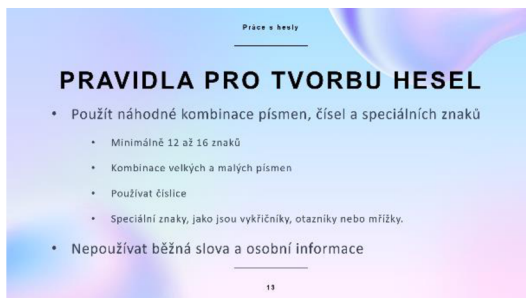 Práce s hesly
PRAVIDLA PRO TVORBU HESEL
• Použít náhodné kombinace písmen, čísel a speciálních znaků
• Minimálně 12 až 16 znaků
• Kombinace velkých a malých písmen
• Používat číslice
• Speciální znaky, jako jsou vykřičníky, otazníky nebo mřížky.
• Nepoužívat běžná slova a osobní informace
13